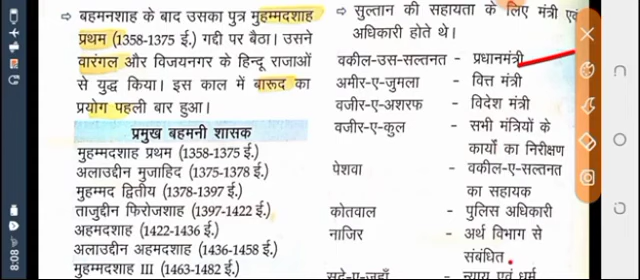 ⇨ बहमनशाह के बाद उसका पुत्र मुहम्मदशाह
प्रथम (1358-1375 ई.) गद्दी पर बैठा। उसने
वारंगल और विजयनगर के हिन्दू राजाओं
से युद्ध किया। इस काल में बारूद का
प्रयोग पहली बार हुआ।
प्रमुख बहमनी शासक
मुहम्मदशाह प्रथम (1358-1375 ई.)
अलाउद्दीन मुजाहिद (1375-1378 ई.)
मुहम्मद द्वितीय (1378-1397 ई.)
ताजुद्दीन फिरोजशाह (1397-1422 ई.)
अहमदशाह (1422-1436 ई.)
अलाउद्दीन अहमदशाह (1436-1458 ई.)
मुहम्मदशाह III (1463-1482 ई.)
⇨ सुल्तान की सहायता के लिए मंत्री एवं
अधिकारी होते थे।
वकील-उस-सल्तनत - प्रधानमंत्री
अमीर-ए-जुमला - वित्त मंत्री
वजीर-ए-अशरफ - विदेश मंत्री
वजीर-ए-कुल - सभी मंत्रियों के
कार्यों का निरीक्षण
पेशवा - वकील-ए-सल्तनत
का सहायक
कोतवाल - पुलिस अधिकारी
नाजिर - अर्थ विभाग से
संबंधित
सद्रे-ए-जहाँ - न्याय एवं धर्म
8:08